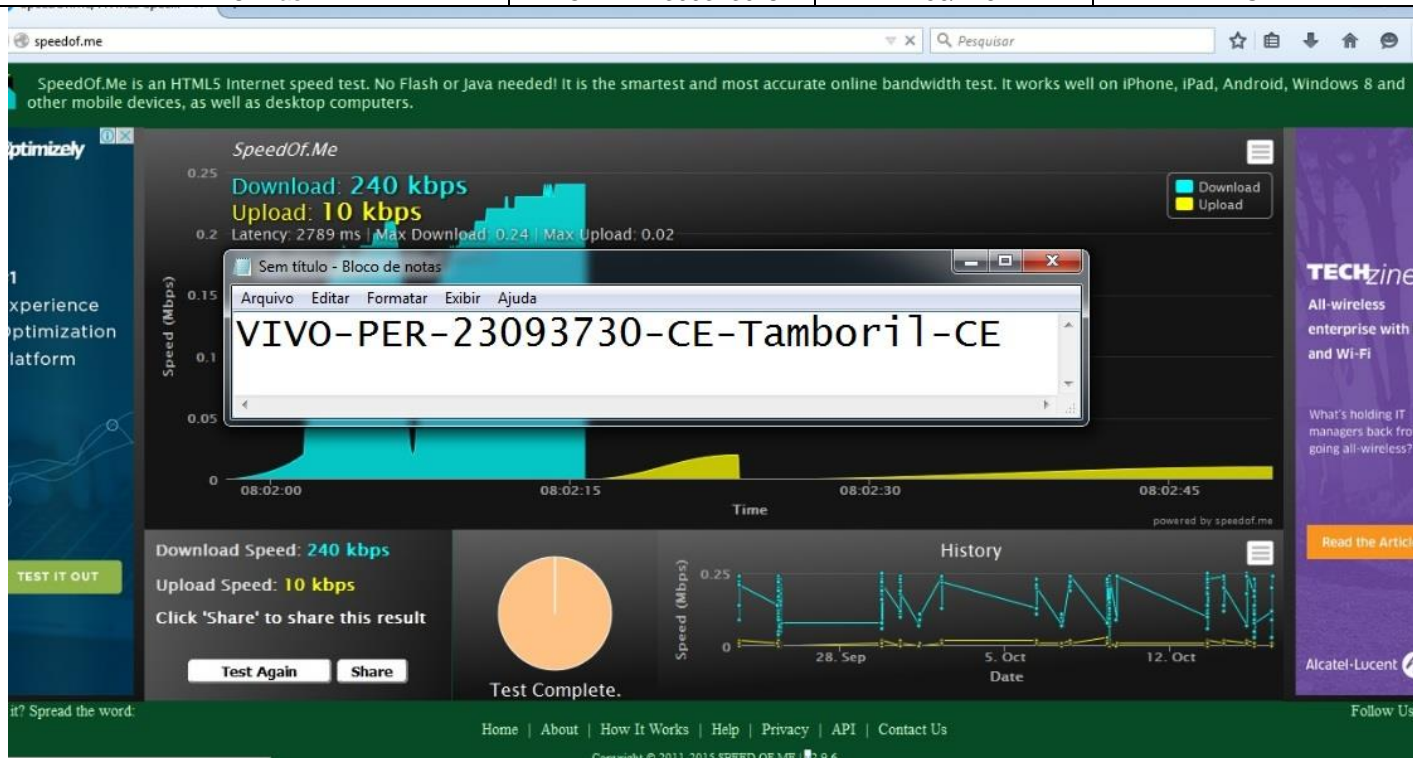 speedof.me
Pesquisar
SpeedOf.Me is an HTML5 Internet speed test. No Flash or Java needed! It is the smartest and most accurate online bandwidth test. It works well on iPhone, iPad, Android, Windows 8 and
other mobile devices, as well as desktop computers.
ptimizely
xperience
ptimization
latform
TEST IT OUT
SpeedOf.Me
Download: 240 kbps
Upload: 10 kbps
Latency: 2789 ms | Max Download: 0.24 | Max Upload: 0.02
Download
Upload
Speed (Mbps)
0.25
0.2
0.15
0.1
0.05
0
08:02:00
08:02:15
08:02:30
08:02:45
Time
powered by speedof.me
Sem título - Bloco de notas
Arquivo Editar Formatar Exibir Ajuda
VIVO-PER-23093730-CE-Tamboril-CE
TECHzine
All-wireless
enterprise with
and Wi-Fi
What's holding IT
managers back fro
going all-wireless?
Read the Articl
Alcatel-Lucent
Download Speed: 240 kbps
Upload Speed: 10 kbps
Click 'Share' to share this result
Test Again
Share
Test Complete.
History
Speed (Mbps)
0.25
0
28. Sep
5. Oct
12. Oct
Date
it? Spread the word:
Follow Us
Home | About | How It Works | Help | Privacy | API | Contact Us